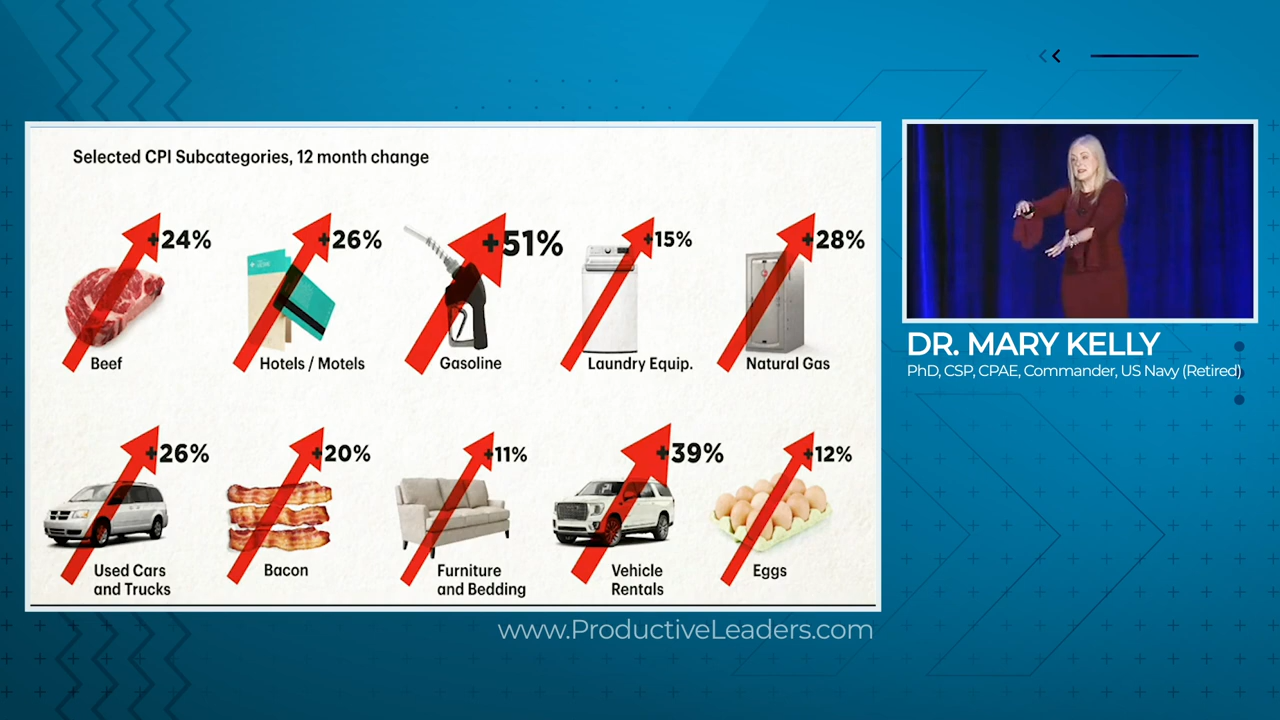 Selected CPI Subcategories, 12 month change
+24%
+26%
+51%
+15%
+28%
Beef
Hotels / Motels
Gasoline
Laundry Equip.
Natural Gas
+26%
+20%
+11%
+39%
+12%
Used Cars
and Trucks
Bacon
Furniture
and Bedding
Vehicle
Rentals
Eggs
DR. MARY KELLY
PhD, CSP, CPAE, Commander, US Navy (Retired)
www.ProductiveLeaders.com